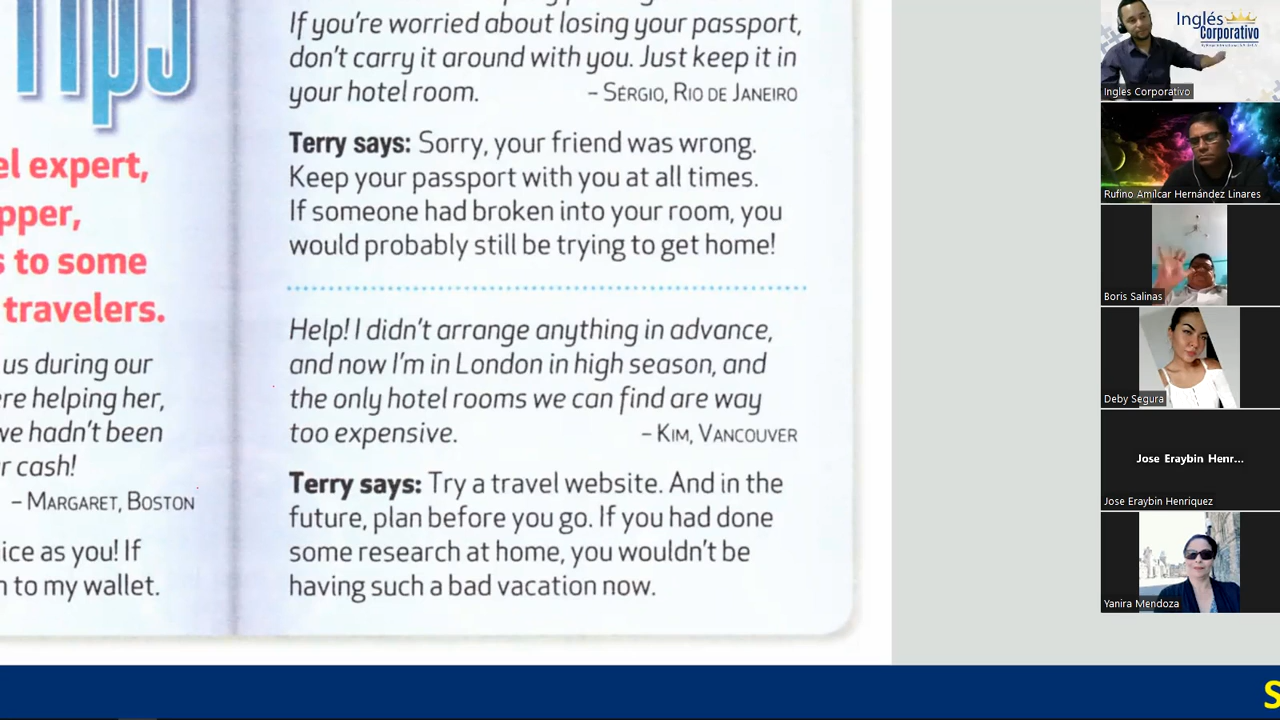 Tips
el expert,
pper,
s to some
travelers.
us during our
re helping her,
we hadn't been
r cash!
– MARGARET, BOSTON
ice as you! If
n to my wallet.
If you're worried about losing your passport,
don't carry it around with you. Just keep it in
your hotel room. – SÉRGIO, RIO DE JANEIRO
Terry says: Sorry, your friend was wrong.
Keep your passport with you at all times.
If someone had broken into your room, you
would probably still be trying to get home!
Help! I didn't arrange anything in advance,
and now I'm in London in high season, and
the only hotel rooms we can find are way
too expensive. – KIM, VANCOUVER
Terry says: Try a travel website. And in the
future, plan before you go. If you had done
some research at home, you wouldn't be
having such a bad vacation now.
Inglés
Corporativo
Ingles Corporativo
Rufino Amilcar Hernández Linares
Boris Salinas
Deby Segura
Jose Eraybin Henr...
Jose Eraybin Henriquez
Yanira Mendoza
S